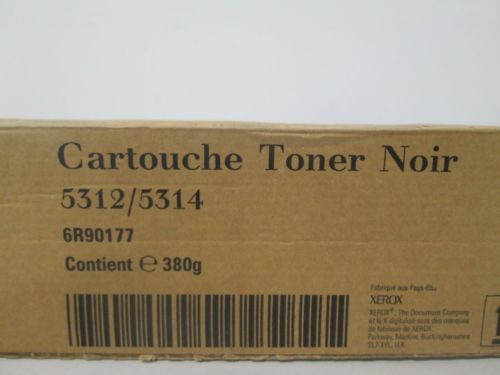 Cartouche Toner Noir
5312/5314
6R90177
Contient ℮ 380g
Fabriqué aux Pays-Bas
XEROX
XEROX®, The Document Company
et le X digitalisé sont des marques
de fabrique de XEROX.
Parkway, Marlow, Buckinghamshire
SL7 1YL, U.K.